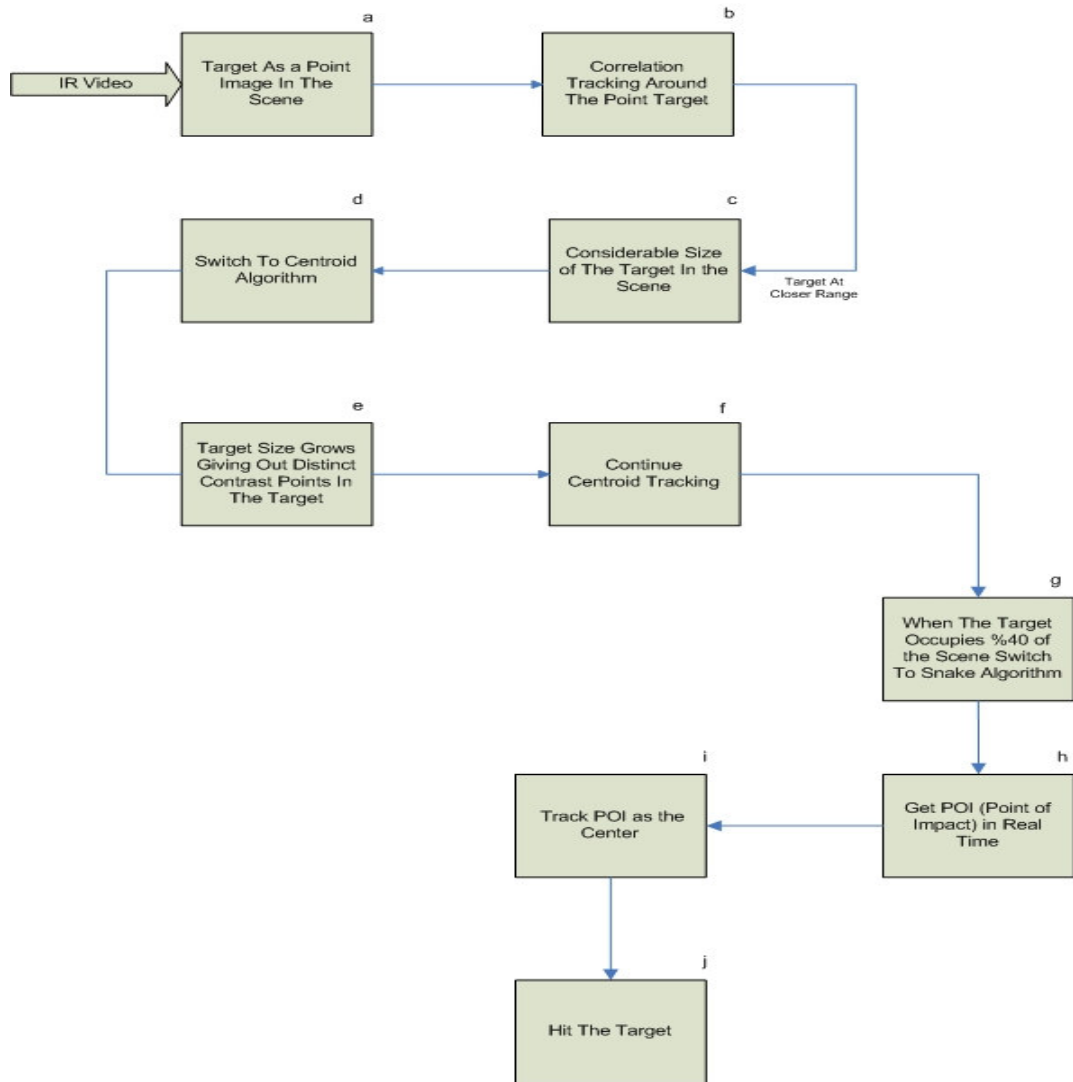 a
IR Video
Target As a Point
Image In The
Scene
b
Correlation
Tracking Around
The Point Target
Target At
Closer Range
c
Considerable Size
of The Target In the
Scene
d
Switch To Centroid
Algorithm
e
Target Size Grows
Giving Out Distinct
Contrast Points In
The Target
f
Continue
Centroid Tracking
g
When The Target
Occupies %40 of
the Scene Switch
To Snake Algorithm
h
Get POI (Point of
Impact) in Real
Time
i
Track POI as the
Center
j
Hit The Target